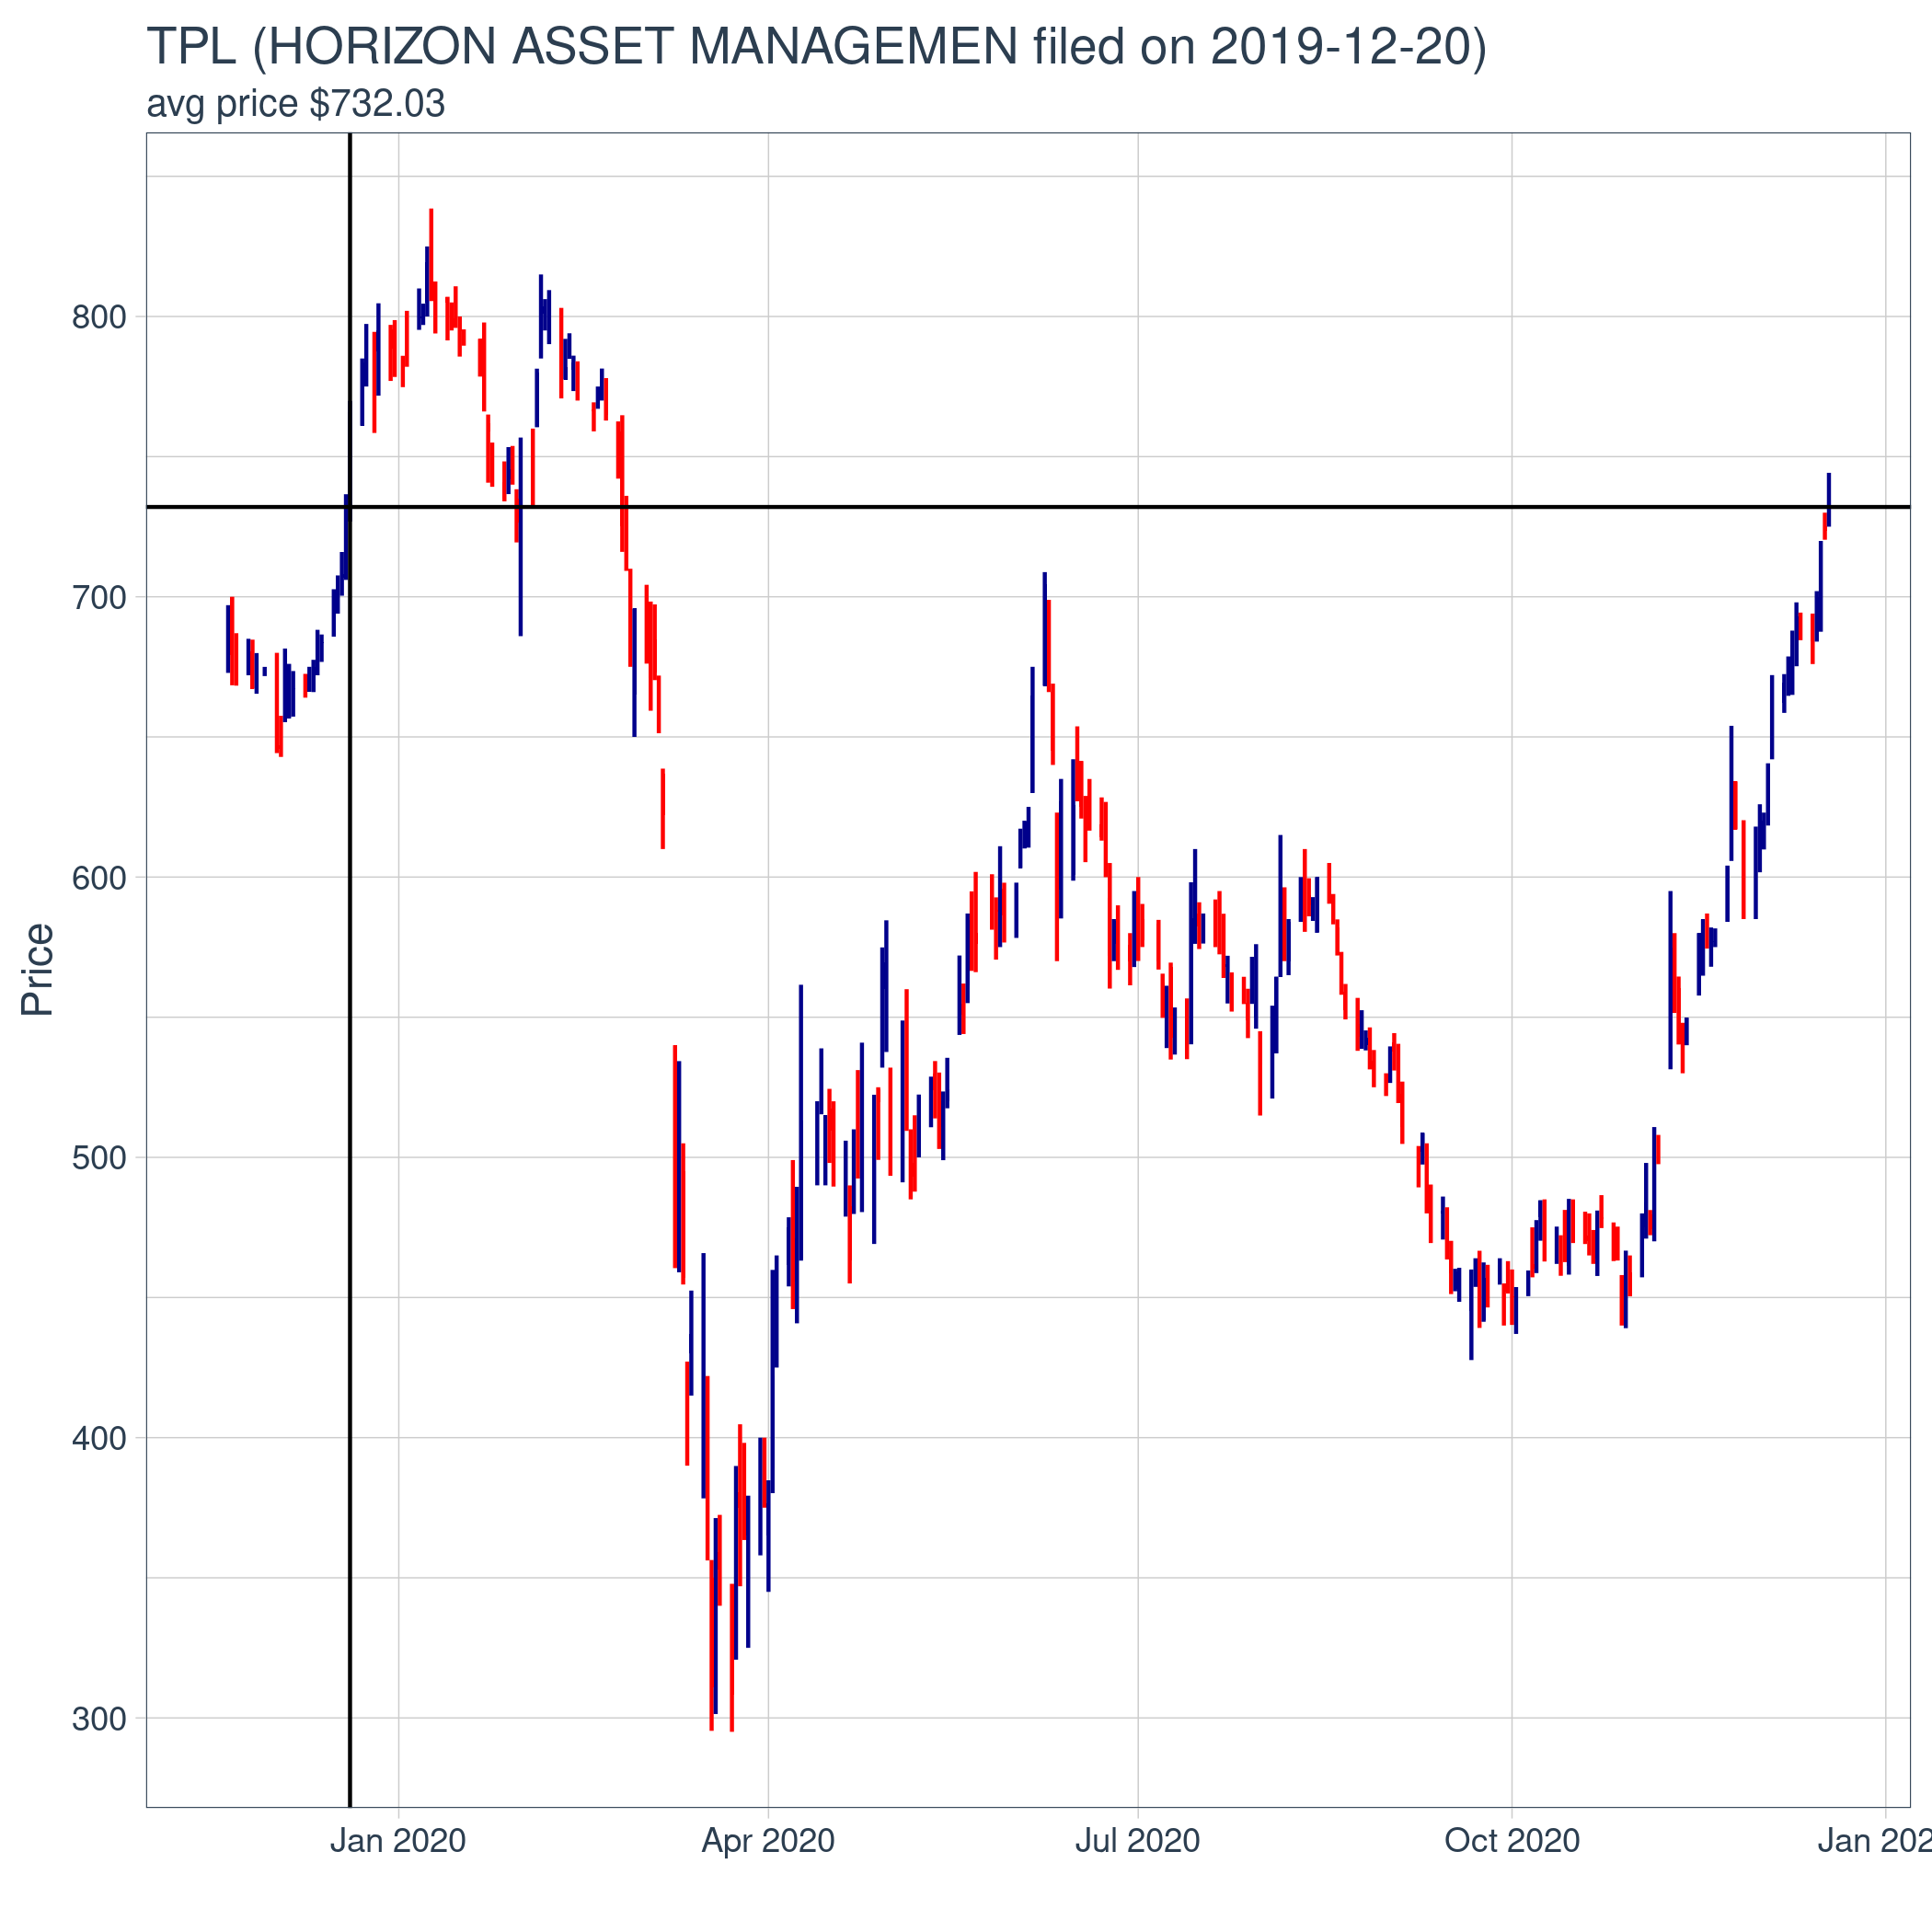 TPL (HORIZON ASSET MANAGEMEN filed on 2019-12-20)
avg price $732.03
800
700
600
500
400
300
Price
Jan 2020
Apr 2020
Jul 2020
Oct 2020
Jan 202